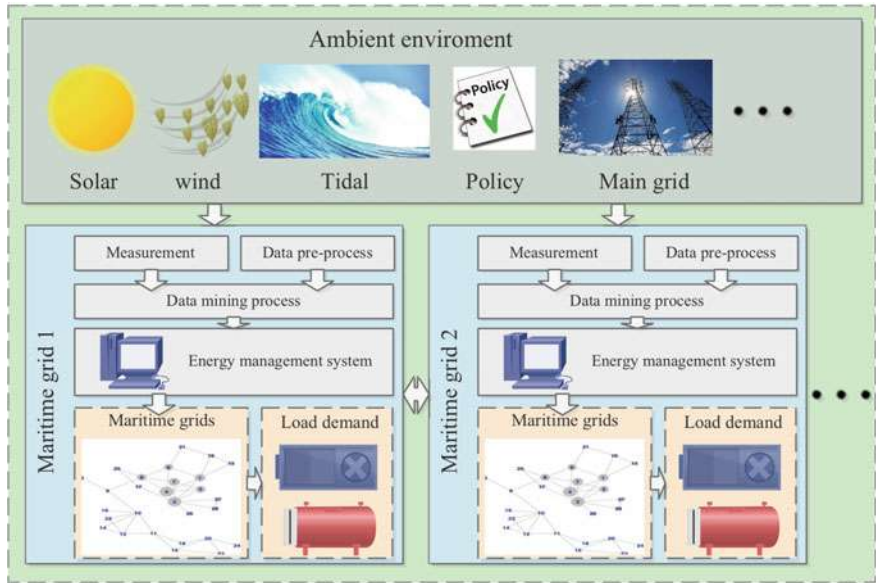 Ambient enviroment
Policy
Solar wind Tidal Policy Main grid
Maritime grid 1
Measurement Data pre-process
Data mining process
Energy management system
Maritime grids Load demand
Maritime grid 2
Measurement Data pre-process
Data mining process
Energy management system
Maritime grids Load demand